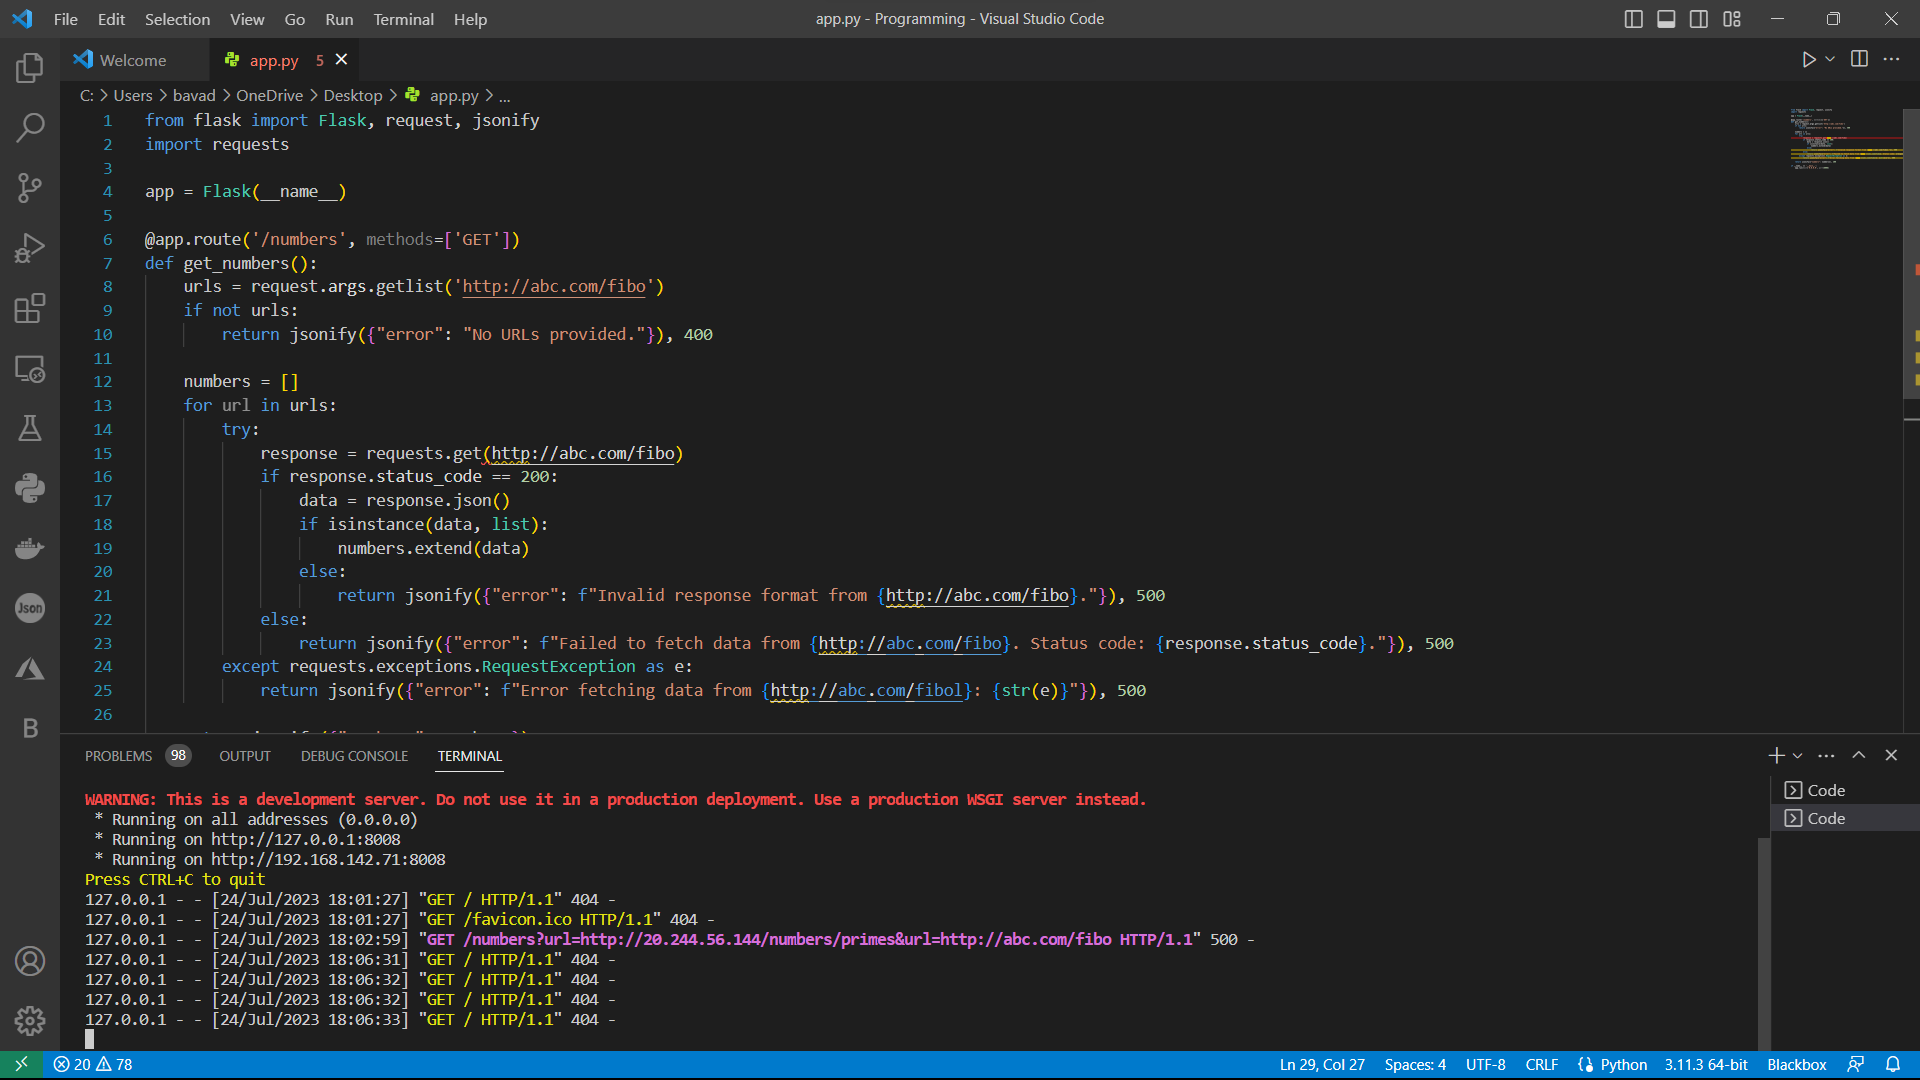 File Edit Selection View Go Run Terminal Help
app.py - Programming - Visual Studio Code
Welcome
app.py 5
C: > Users > bavad > OneDrive > Desktop > app.py > ...
1 from flask import Flask, request, jsonify
2 import requests
3
4 app = Flask(__name__)
5
6 @app.route('/numbers', methods=['GET'])
7 def get_numbers():
8 urls = request.args.getlist('http://abc.com/fibo')
9 if not urls:
10 return jsonify({"error": "No URLs provided."}), 400
11
12 numbers = []
13 for url in urls:
14 try:
15 response = requests.get(http://abc.com/fibo)
16 if response.status_code == 200:
17 data = response.json()
18 if isinstance(data, list):
19 numbers.extend(data)
20 else:
21 return jsonify({"error": f"Invalid response format from {http://abc.com/fibo}."}), 500
22 else:
23 return jsonify({"error": f"Failed to fetch data from {http://abc.com/fibo}. Status code: {response.status_code}."}), 500
24 except requests.exceptions.RequestException as e:
25 return jsonify({"error": f"Error fetching data from {http://abc.com/fibol}: {str(e)}"}), 500
26
PROBLEMS 98 OUTPUT DEBUG CONSOLE TERMINAL
WARNING: This is a development server. Do not use it in a production deployment. Use a production WSGI server instead.
* Running on all addresses (0.0.0.0)
* Running on http://127.0.0.1:8008
* Running on http://192.168.142.71:8008
Press CTRL+C to quit
127.0.0.1 - - [24/Jul/2023 18:01:27] "GET / HTTP/1.1" 404 -
127.0.0.1 - - [24/Jul/2023 18:01:27] "GET /favicon.ico HTTP/1.1" 404 -
127.0.0.1 - - [24/Jul/2023 18:02:59] "GET /numbers?url=http://20.244.56.144/numbers/primes&url=http://abc.com/fibo HTTP/1.1" 500 -
127.0.0.1 - - [24/Jul/2023 18:06:31] "GET / HTTP/1.1" 404 -
127.0.0.1 - - [24/Jul/2023 18:06:32] "GET / HTTP/1.1" 404 -
127.0.0.1 - - [24/Jul/2023 18:06:32] "GET / HTTP/1.1" 404 -
127.0.0.1 - - [24/Jul/2023 18:06:33] "GET / HTTP/1.1" 404 -
Code
Code
Json
B
20 78
Ln 29, Col 27 Spaces: 4 UTF-8 CRLF Python 3.11.3 64-bit Blackbox